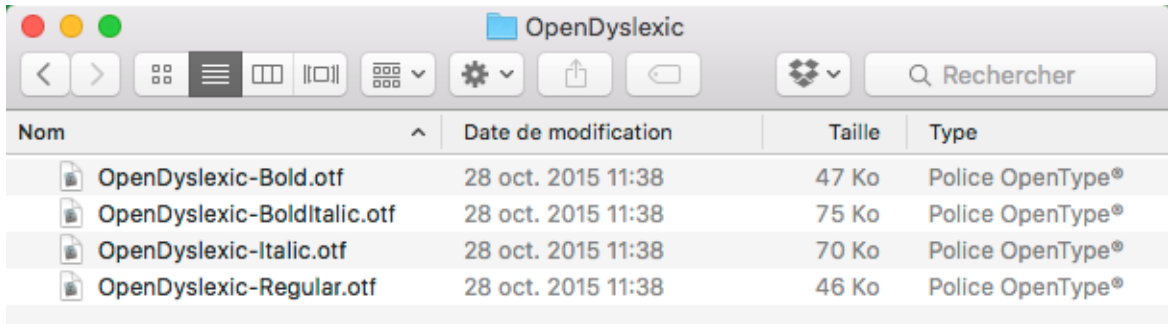 OpenDyslexic
Rechercher
Nom Date de modification Taille Type
OpenDyslexic-Bold.otf 28 oct. 2015 11:38 47 Ko Police OpenType®
OpenDyslexic-BoldItalic.otf 28 oct. 2015 11:38 75 Ko Police OpenType®
OpenDyslexic-Italic.otf 28 oct. 2015 11:38 70 Ko Police OpenType®
OpenDyslexic-Regular.otf 28 oct. 2015 11:38 46 Ko Police OpenType®